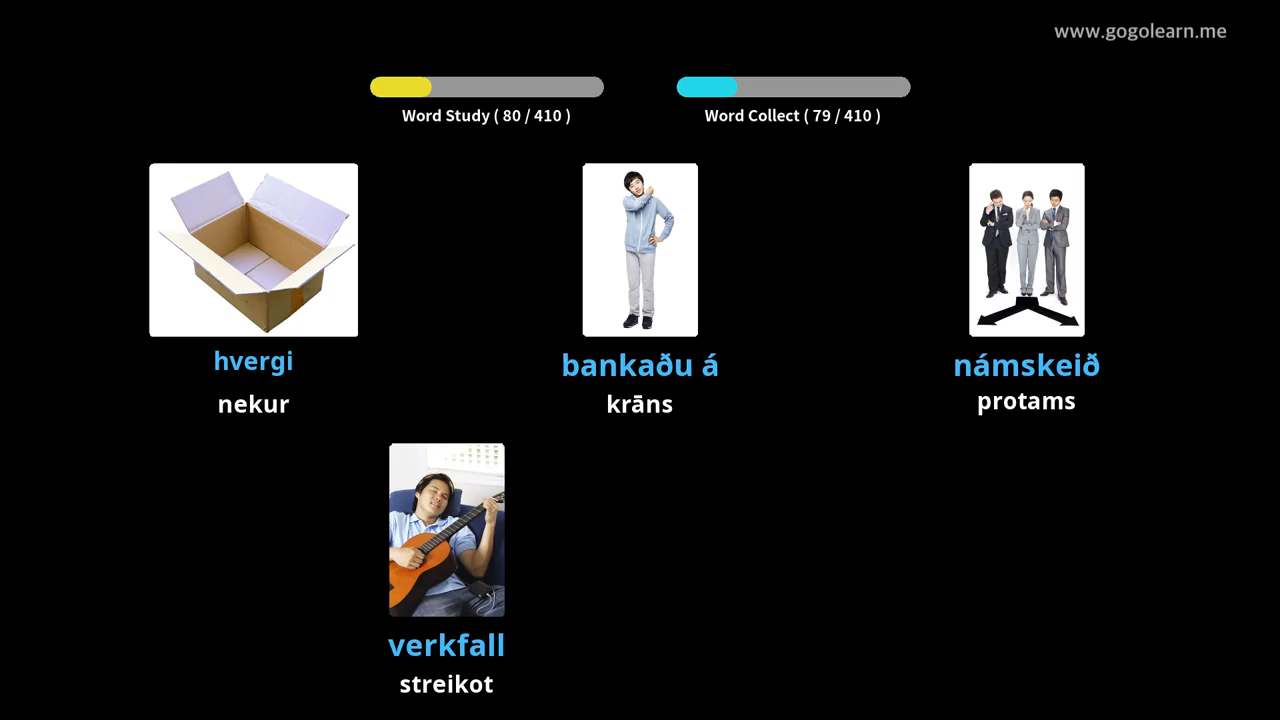 www.gogolearn.me
Word Study ( 80 / 410 )
Word Collect ( 79 / 410 )
hvergi
nekur
bankaðu á
krāns
námskeið
protams
verkfall
streikot